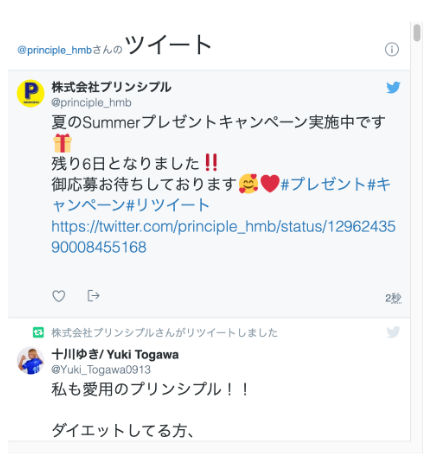 @principle_hmbさんの ツイート
株式会社プリンシプル
@principle_hmb
夏のSummerプレゼントキャンペーン実施中です
🎁
残り6日となりました‼️
御応募お待ちしております🥰❤️#プレゼント#キ
ャンペーン#リツイート
https://twitter.com/principle_hmb/status/12962435
90008455168
2秒
株式会社プリンシプルさんがリツイートしました
十川ゆき/ Yuki Togawa
@Yuki_Togawa0913
私も愛用のプリンシプル！！
ダイエットしてる方、